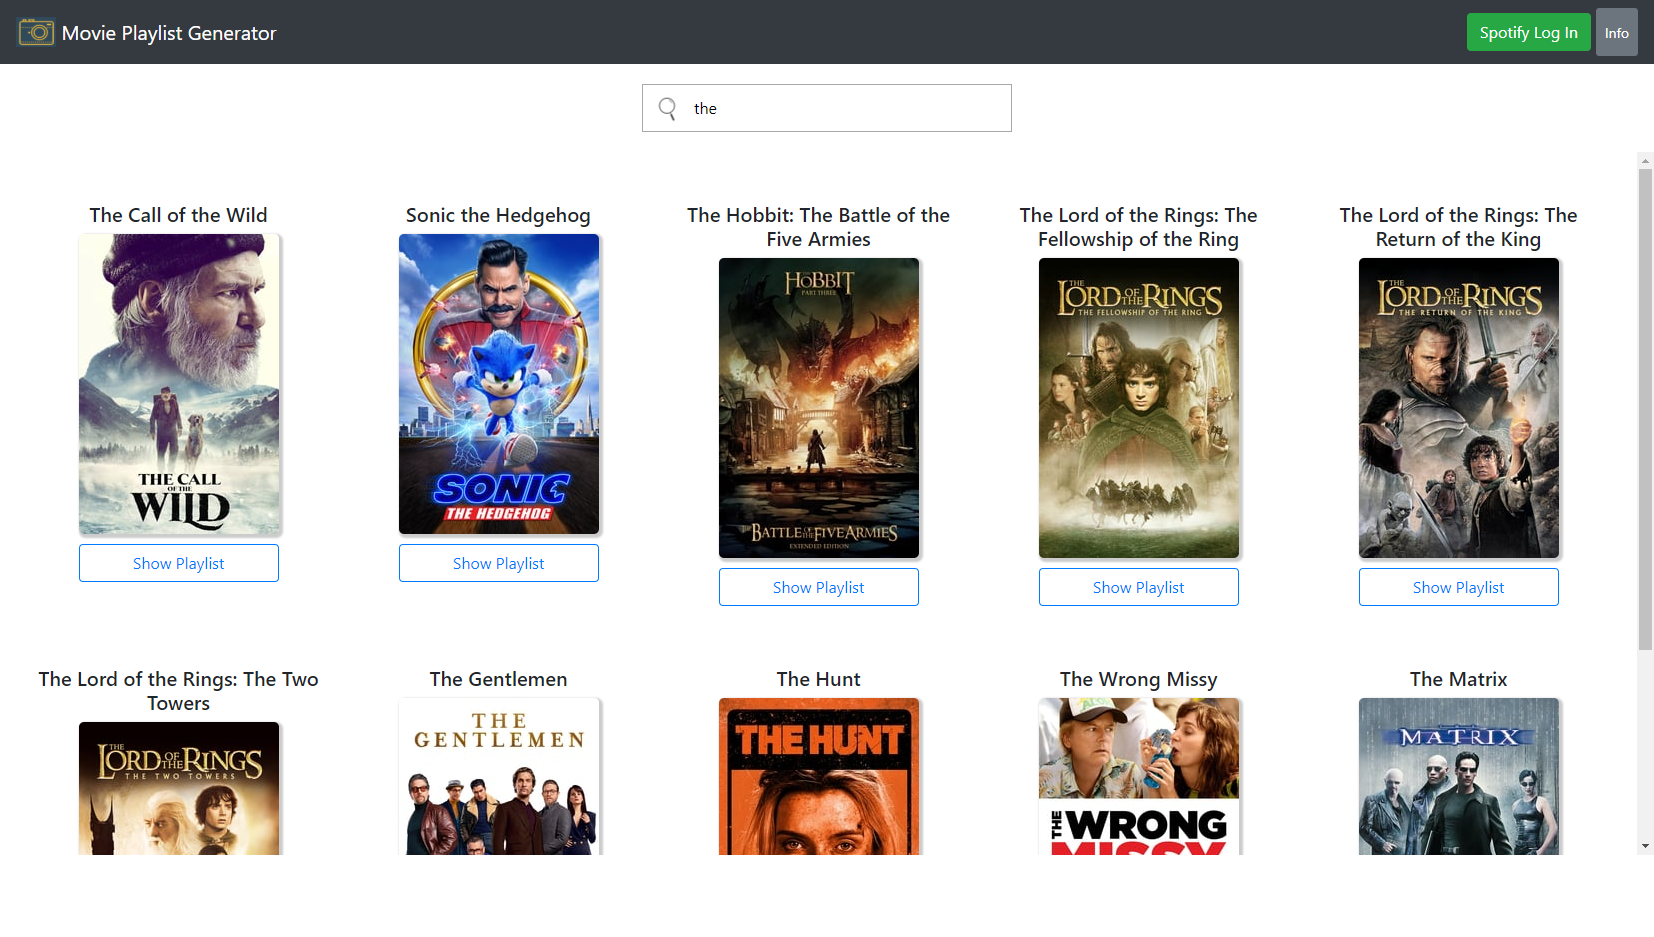 Movie Playlist Generator
Spotify Log In
Info
the
The Call of the Wild
THE CALL
OF THE
WILD
Show Playlist
Sonic the Hedgehog
SONIC
THE HEDGEHOG
Show Playlist
The Hobbit: The Battle of the
Five Armies
THE
HOBBIT
PART THREE
THE BATTLE OF THE FIVE ARMIES
EXTENDED EDITION
Show Playlist
The Lord of the Rings: The
Fellowship of the Ring
THE
LORD OF THE RINGS
THE FELLOWSHIP OF THE RING
Show Playlist
The Lord of the Rings: The
Return of the King
THE
LORD OF THE RINGS
THE RETURN OF THE KING
Show Playlist
The Lord of the Rings: The Two
Towers
THE
LORD OF THE RINGS
THE TWO TOWERS
The Gentlemen
THE
GENTLEMEN
The Hunt
THE HUNT
The Wrong Missy
THE WRONG
MISSY
The Matrix
MATRIX